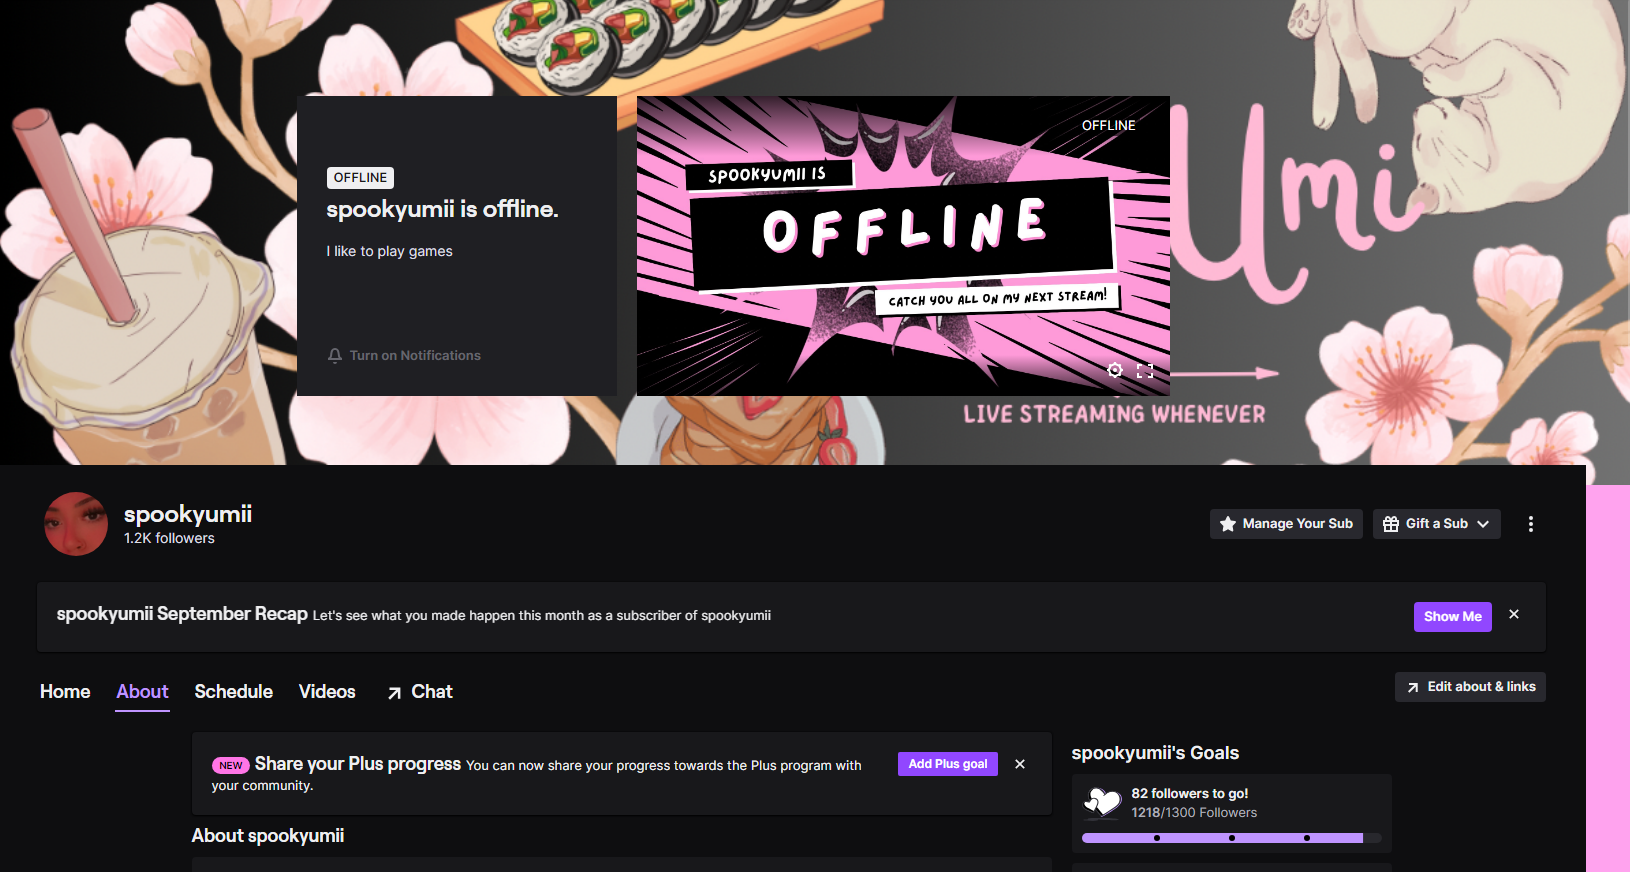 OFFLINE
spookyumii is offline.
I like to play games
Turn on Notifications
OFFLINE
SPOOKYUMII IS
OFFLINE
CATCH YOU ALL ON MY NEXT STREAM!
Umi
LIVE STREAMING WHENEVER
spookyumii
1.2K followers
Manage Your Sub
Gift a Sub
spookyumii September Recap Let's see what you made happen this month as a subscriber of spookyumii
Show Me
Home About Schedule Videos Chat
Edit about & links
NEW Share your Plus progress You can now share your progress towards the Plus program with
your community.
Add Plus goal
About spookyumii
spookyumii's Goals
82 followers to go!
1218/1300 Followers